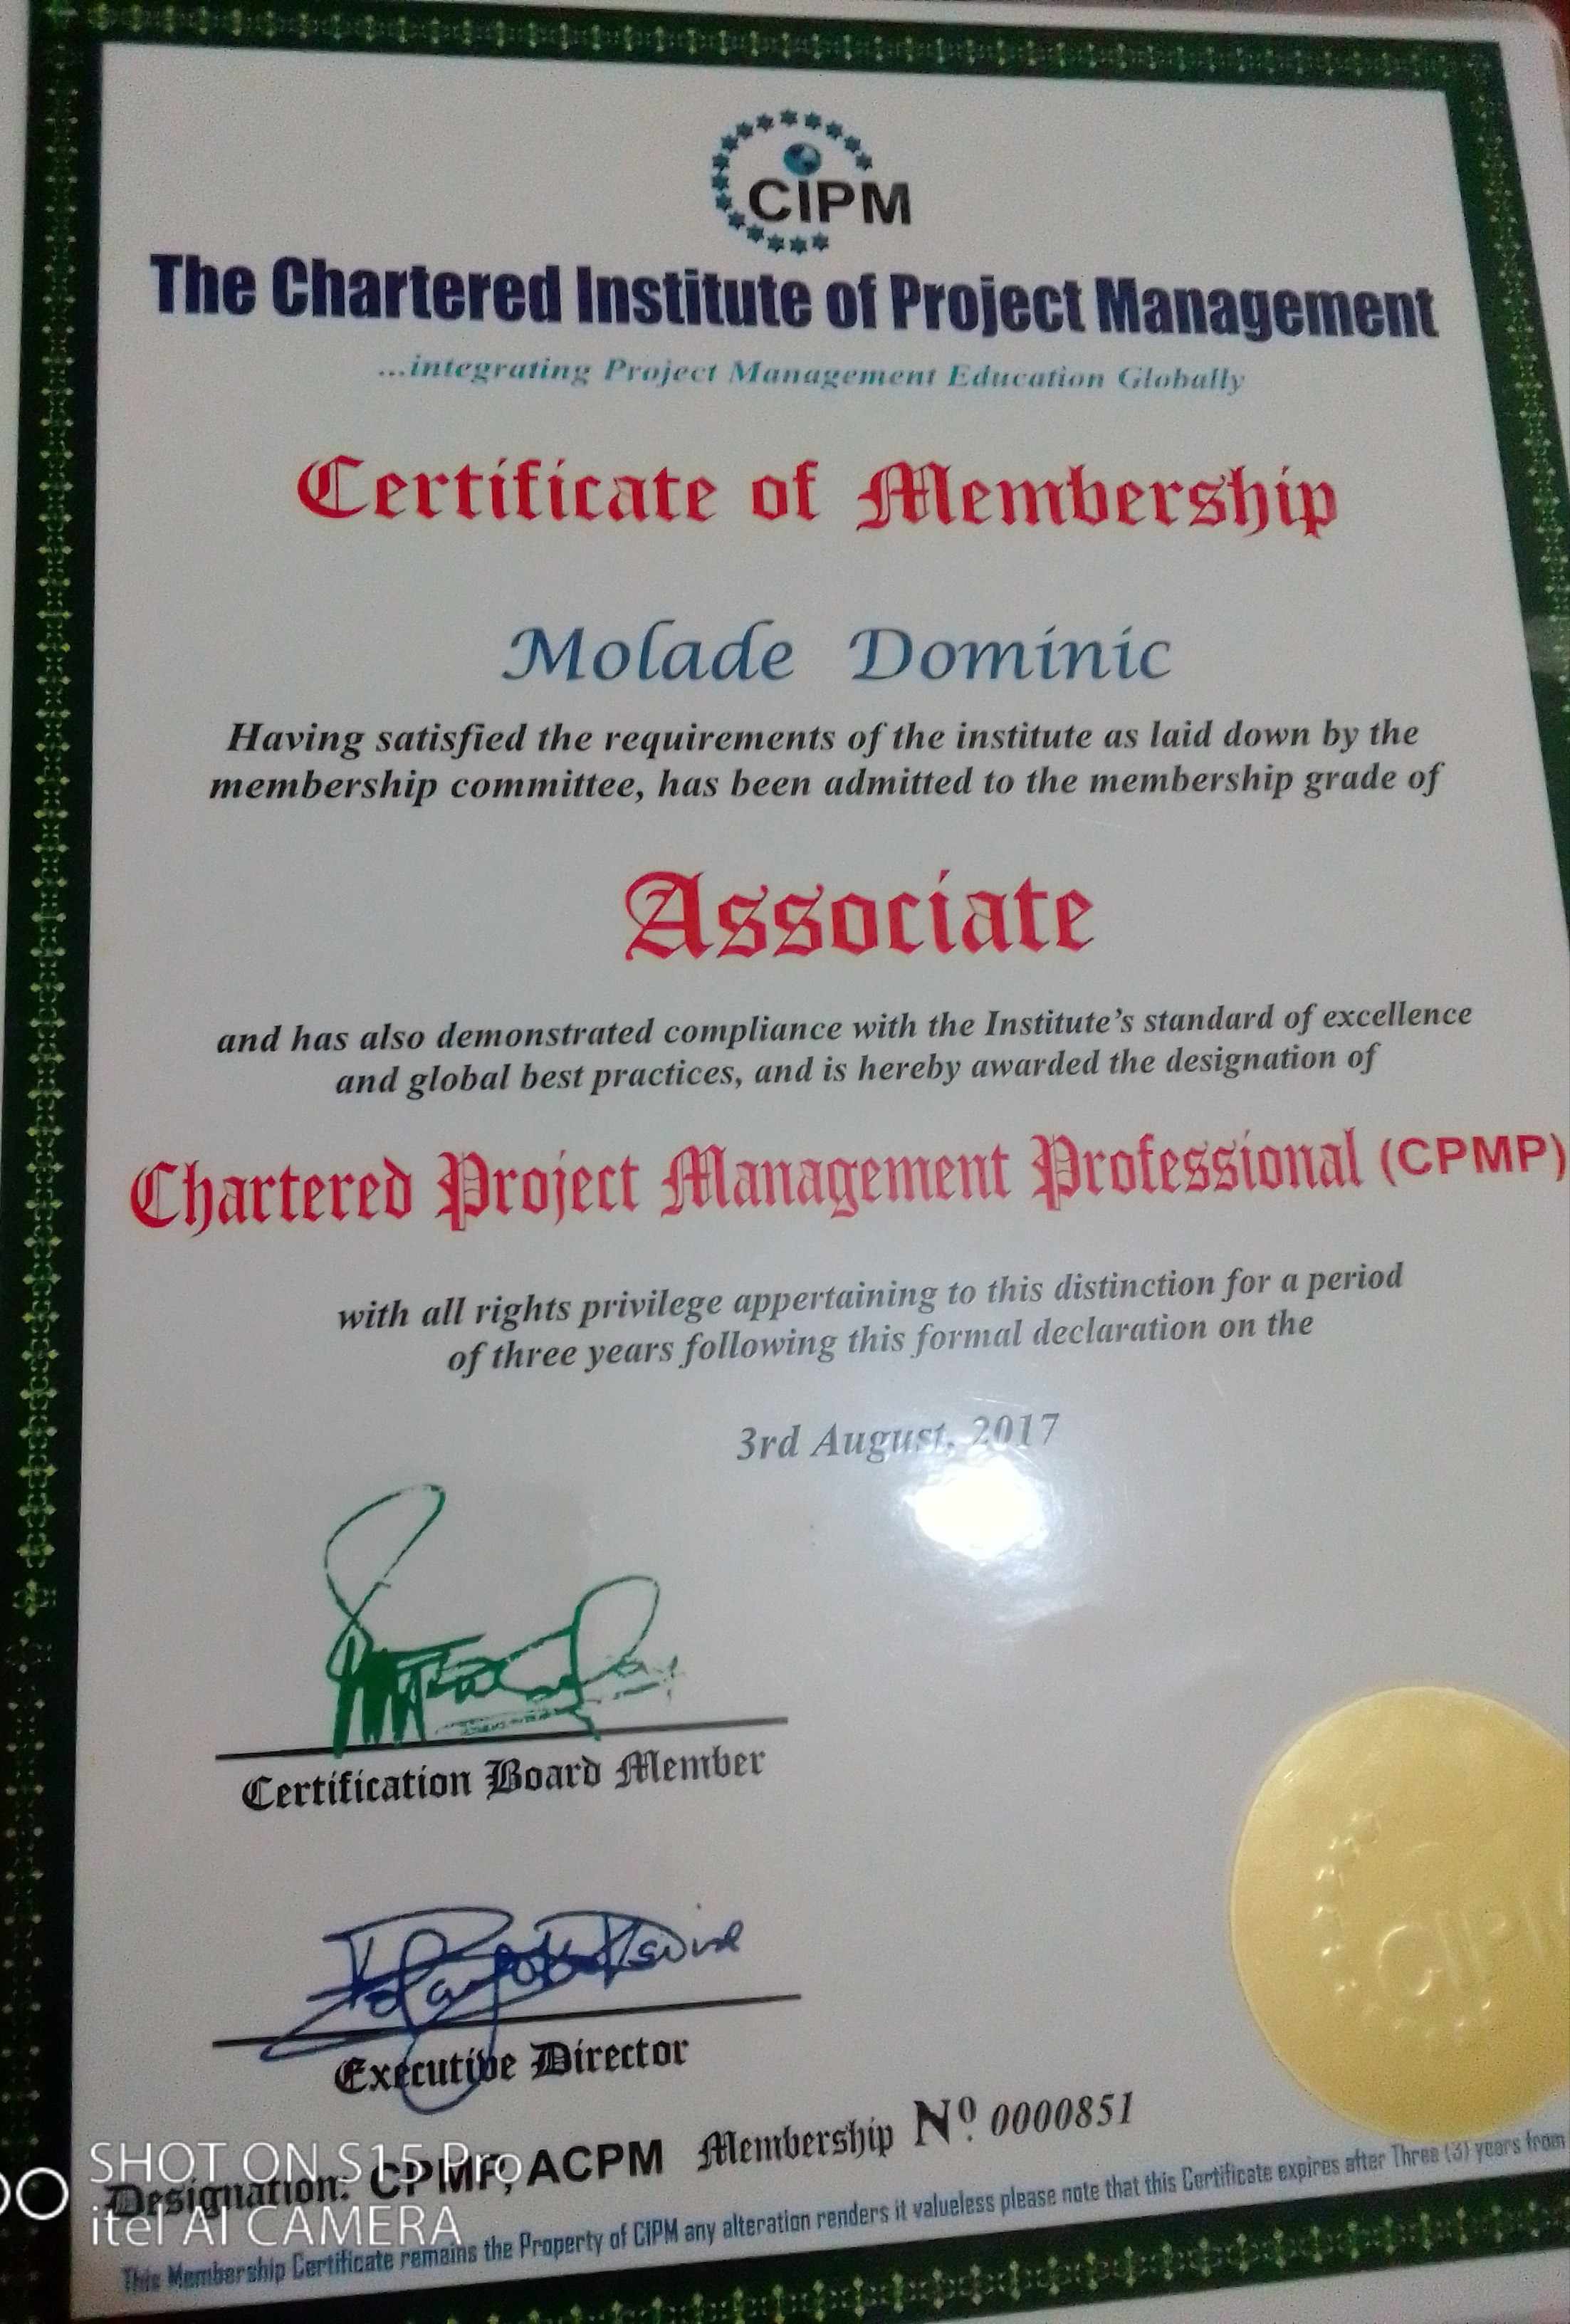 CIPM
The Chartered Institute of Project Management
...integrating Project Management Education Globally
Certificate of Membership
Molade Dominic
Having satisfied the requirements of the institute as laid down by the
membership committee, has been admitted to the membership grade of
Associate
and has also demonstrated compliance with the Institute's standard of excellence
and global best practices, and is hereby awarded the designation of
Chartered Project Management Professional (CPMP)
with all rights privilege appertaining to this distinction for a period
of three years following this formal declaration on the
3rd August, 2017
Certification Board Member
Executive Director
CIPM
Designation: CPMP, ACPM Membership Nº. 0000851
This Membership Certificate remains the Property of CIPM any alteration renders it valueless please note that this Certificate expires after Three (3) years from
SHOT ON S15 Pro
itel AI CAMERA